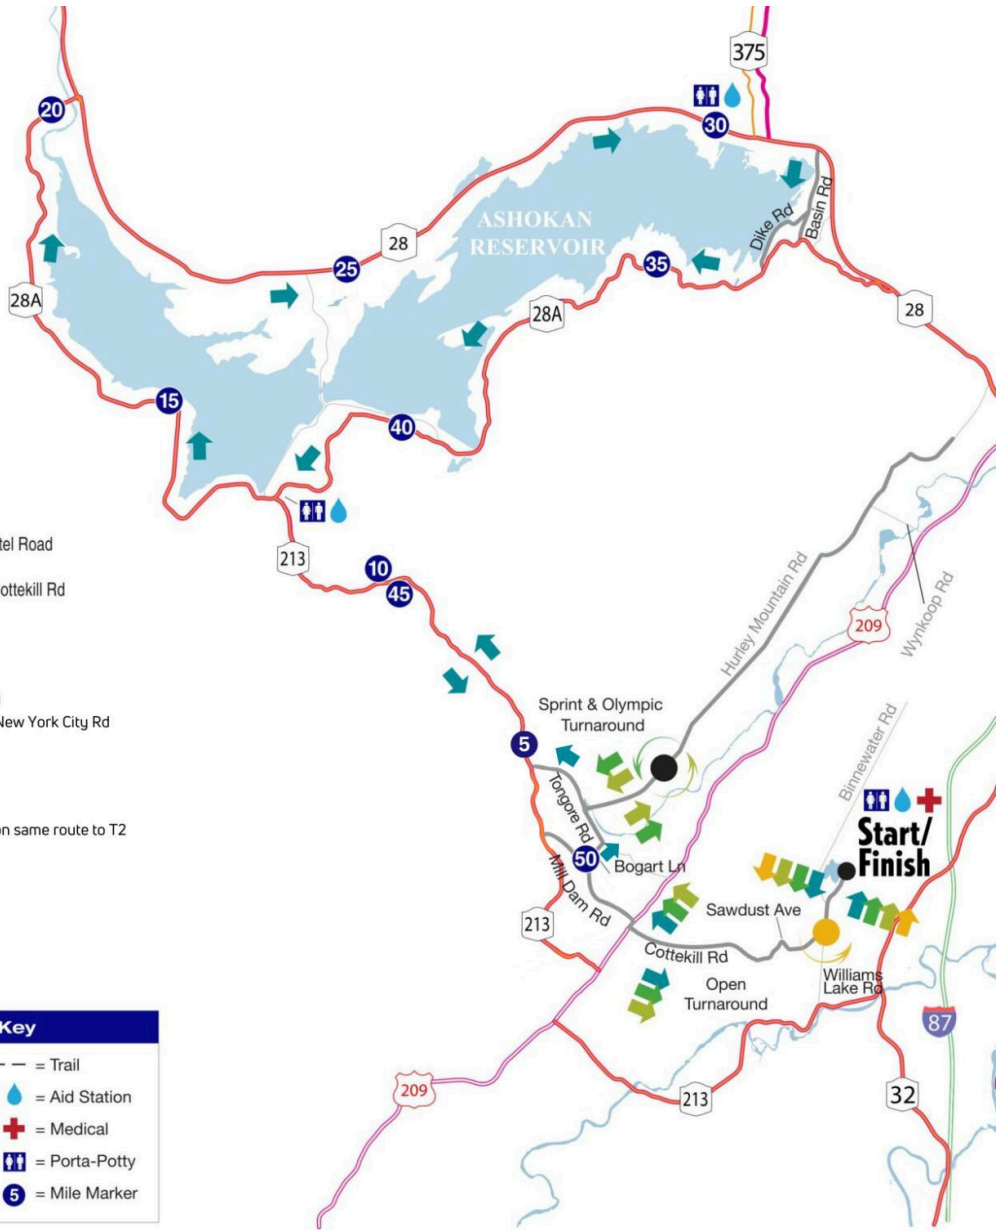 375
20
30
ASHOKAN
RESERVOIR
Dike Rd
Basin Rd
28
25
35
28A
28A
28
15
40
tel Road
213
10
ottekill Rd
45
Hurley Mountain Rd
Wynkoop Rd
209
New York City Rd
Sprint & Olympic
Turnaround
5
Binnewater Rd
Tongore Rd
on same route to T2
Start/
Finish
50
Bogart Ln
Mill Dam Rd
Sawdust Ave
213
Cottekill Rd
Williams
Lake Rd
Open
Turnaround
87
Key
= Trail
209
213
32
= Aid Station
= Medical
= Porta-Potty
5 = Mile Marker